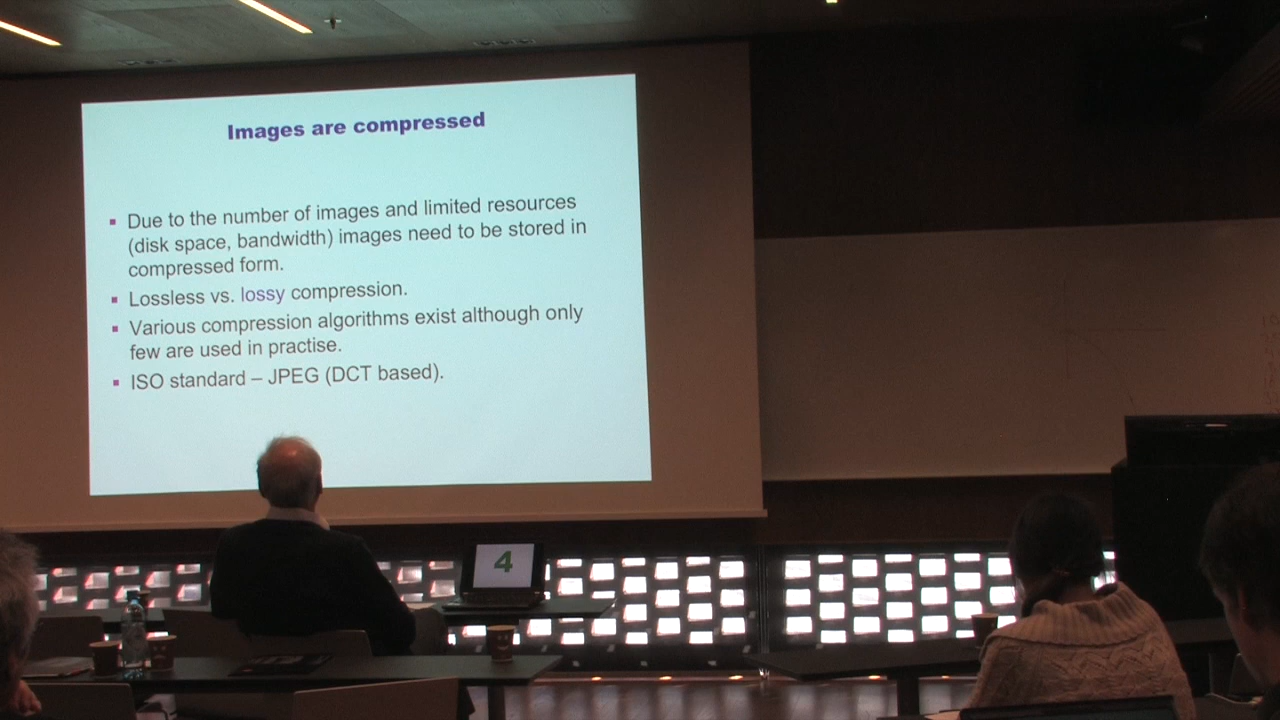 Images are compressed
▪ Due to the number of images and limited resources
(disk space, bandwidth) images need to be stored in
compressed form.
▪ Lossless vs. lossy compression.
▪ Various compression algorithms exist although only
few are used in practise.
▪ ISO standard – JPEG (DCT based).
4